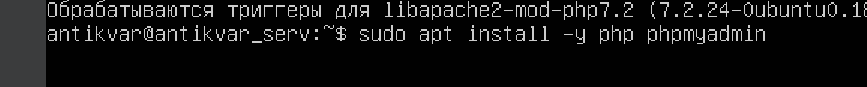 Обрабатываются триггеры для libapache2-mod-php7.2 (7.2.24-0ubuntu0.18
antikvar@antikvar_serv:~$ sudo apt install -y php phpmyadmin